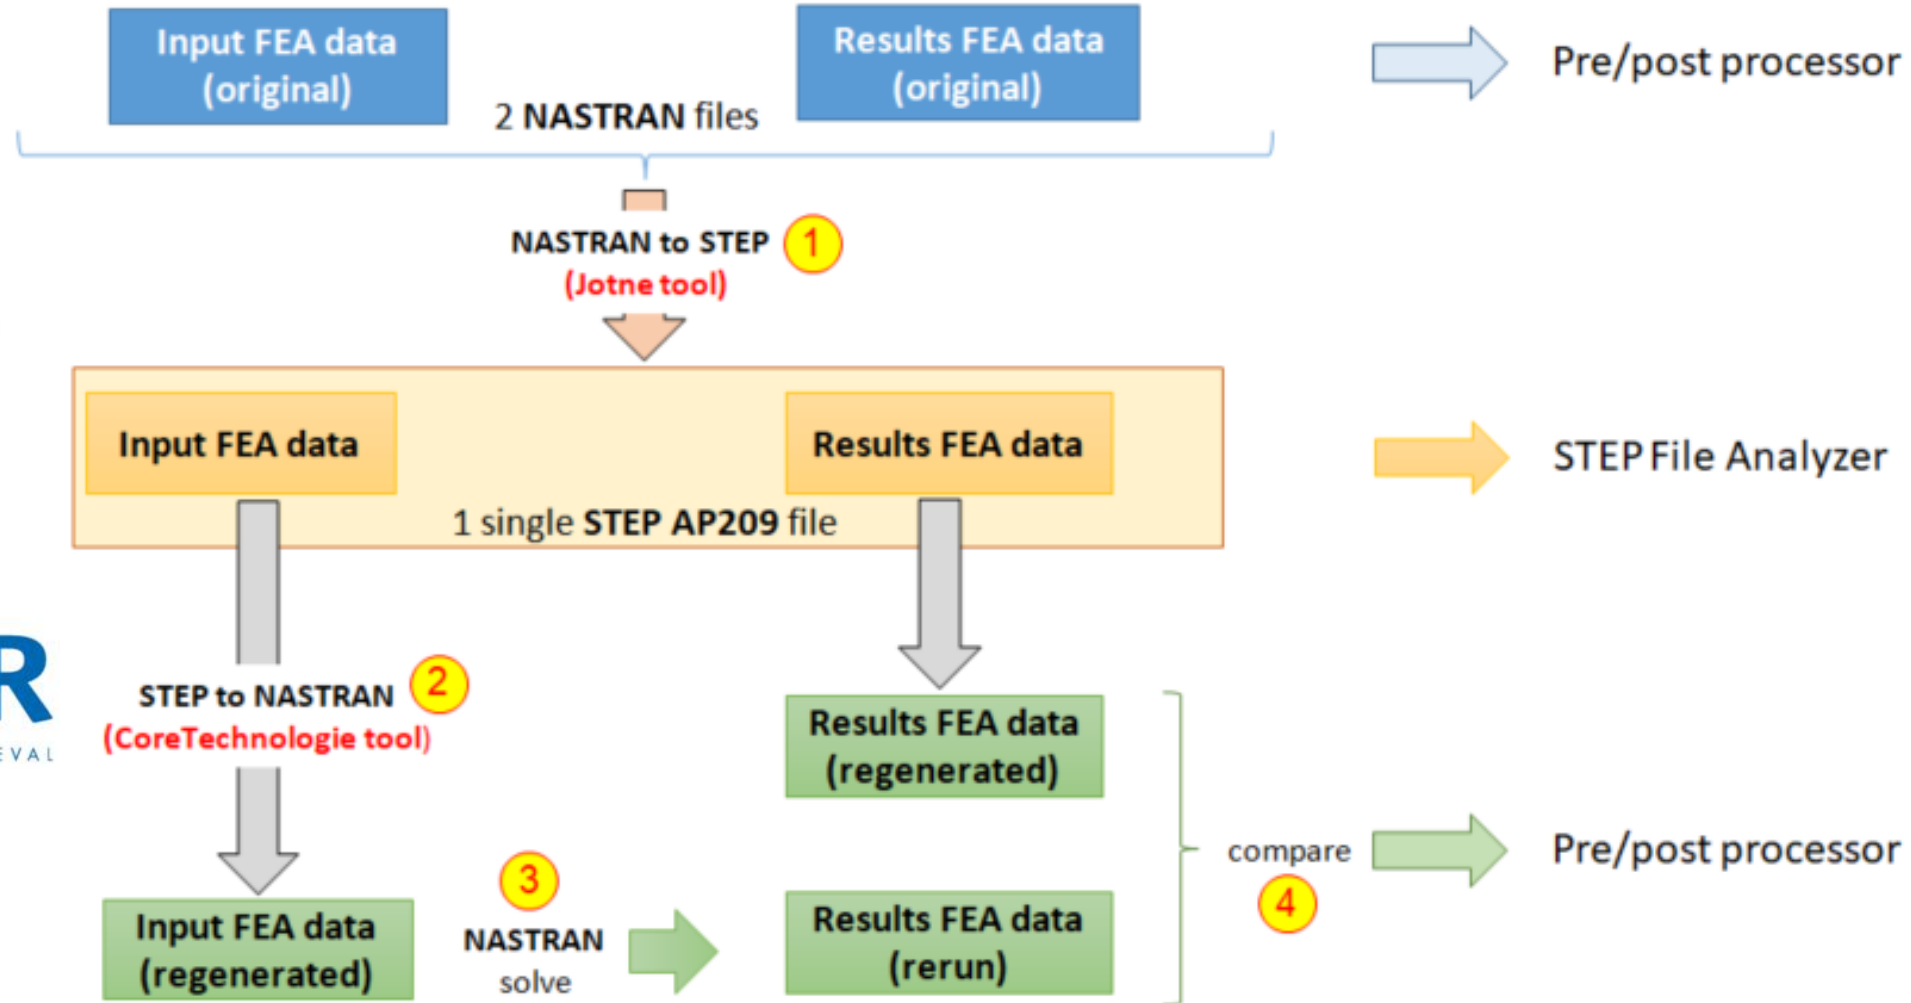 Input FEA data
(original)
Results FEA data
(original)
Pre/post processor
2 NASTRAN files
NASTRAN to STEP
1
(Jotne tool)
Input FEA data
Results FEA data
STEP File Analyzer
1 single STEP AP209 file
R
EVAL
STEP to NASTRAN
2
(CoreTechnologie tool)
Results FEA data
(regenerated)
compare
4
Pre/post processor
Input FEA data
(regenerated)
3
NASTRAN
solve
Results FEA data
(rerun)